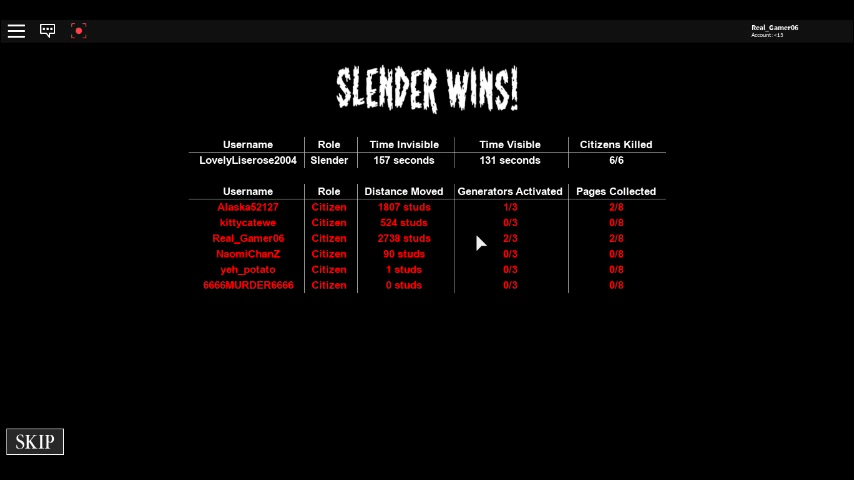 Real_Gamer06
Account: <13
SLENDER WINS!
Username Role Time Invisible Time Visible Citizens Killed
LovelyLiserose2004 Slender 157 seconds 131 seconds 6/6
Username Role Distance Moved Generators Activated Pages Collected
Alaska52127 Citizen 1807 studs 1/3 2/8
kittycatewe Citizen 524 studs 0/3 0/8
Real_Gamer06 Citizen 2738 studs 2/3 2/8
NaomiChanZ Citizen 90 studs 0/3 0/8
yeh_potato Citizen 1 studs 0/3 0/8
6666MURDER6666 Citizen 0 studs 0/3 0/8
SKIP